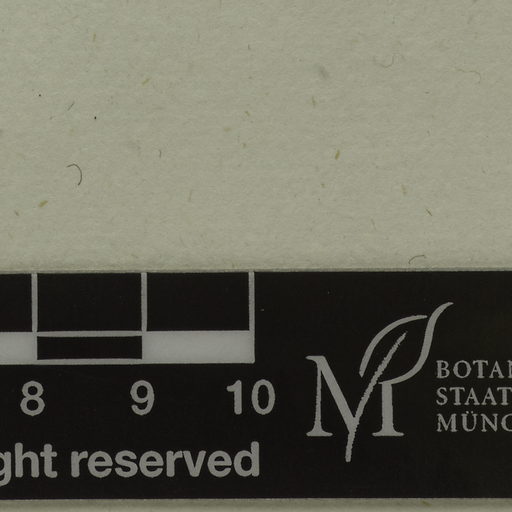 8 9 10
ght reserved
M
BOTAN
STAAT
MÜNC